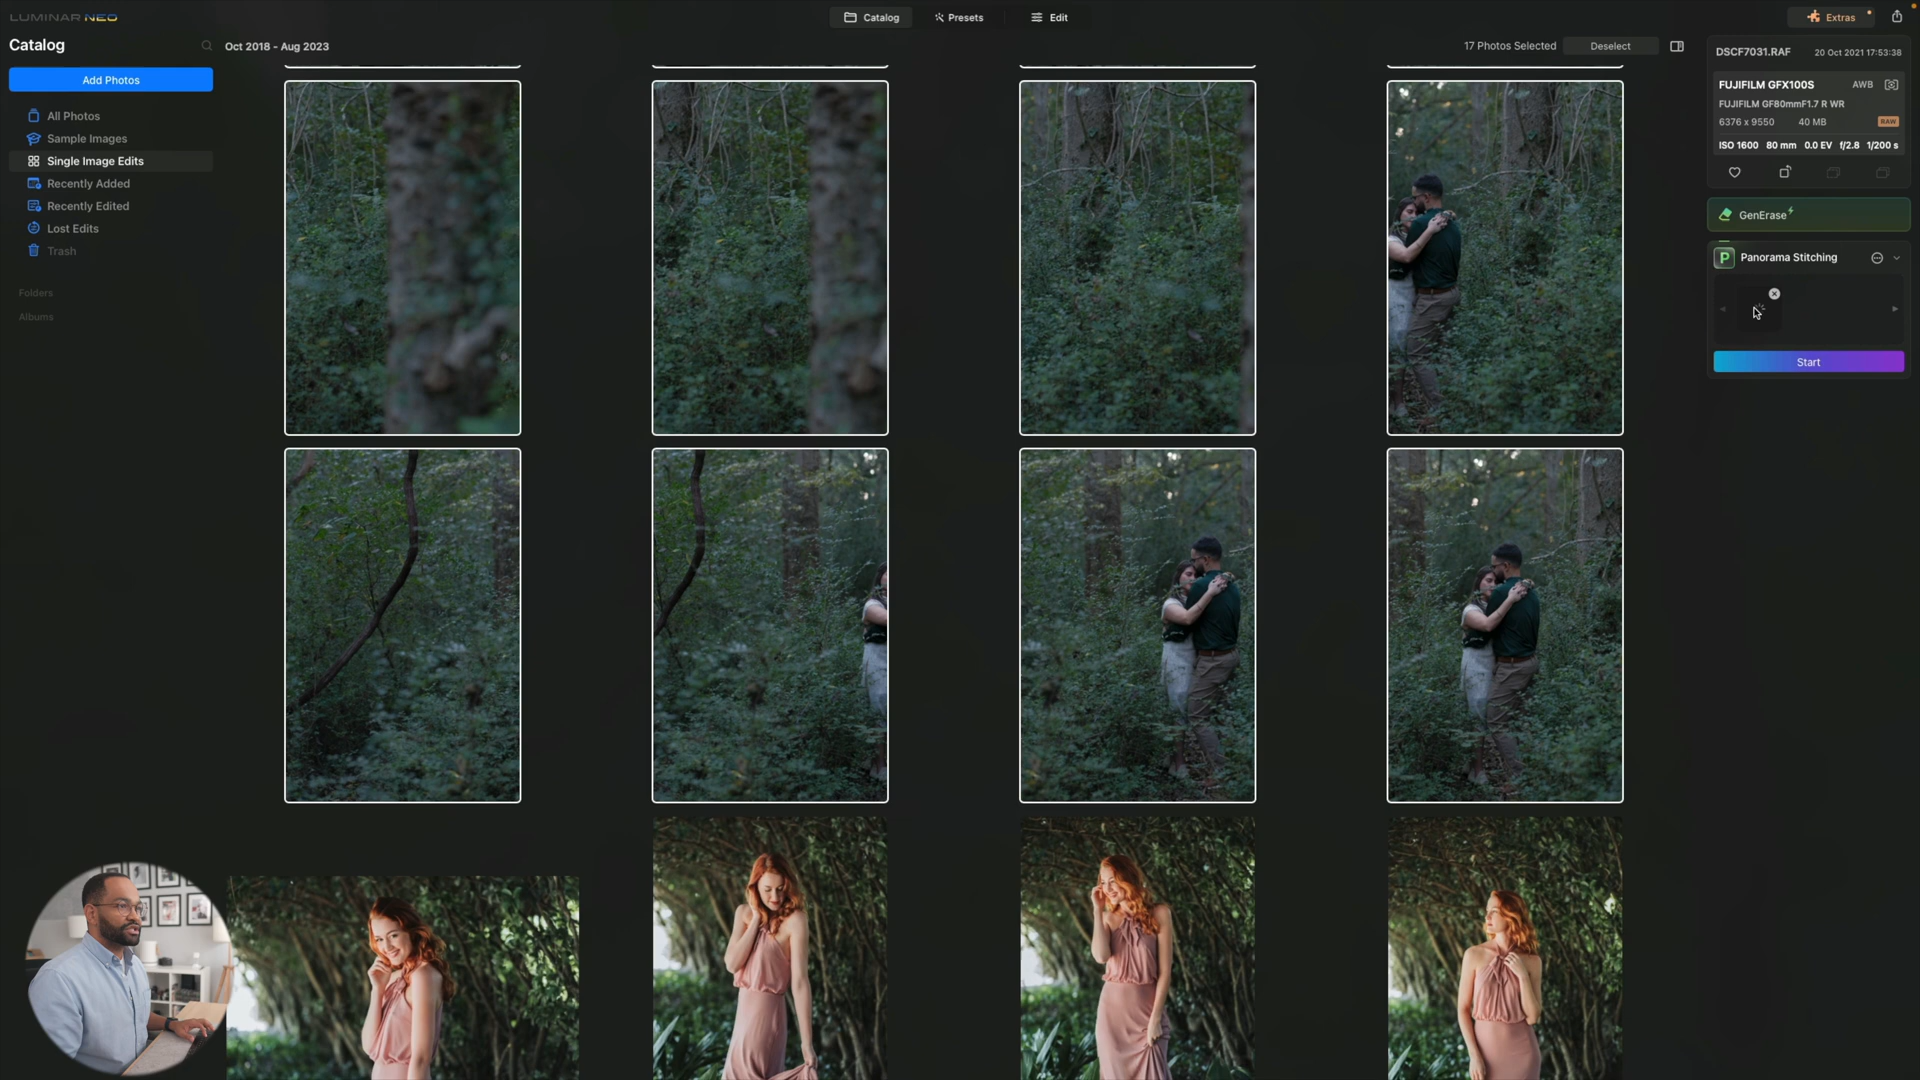 LUMINAR NEO
Catalog
Presets
Edit
Extras
Catalog
Oct 2018 - Aug 2023
17 Photos Selected
Deselect
Add Photos
All Photos
Sample Images
Single Image Edits
Recently Added
Recently Edited
Lost Edits
Trash
Folders
Albums
DSCF7031.RAF 20 Oct 2021 17:53:38
FUJIFILM GFX100S AWB
FUJIFILM GF80mmF1.7 R WR
6376 x 9550 40 MB RAW
ISO 1600 80 mm 0.0 EV f/2.8 1/200 s
GenErase
P Panorama Stitching
Start